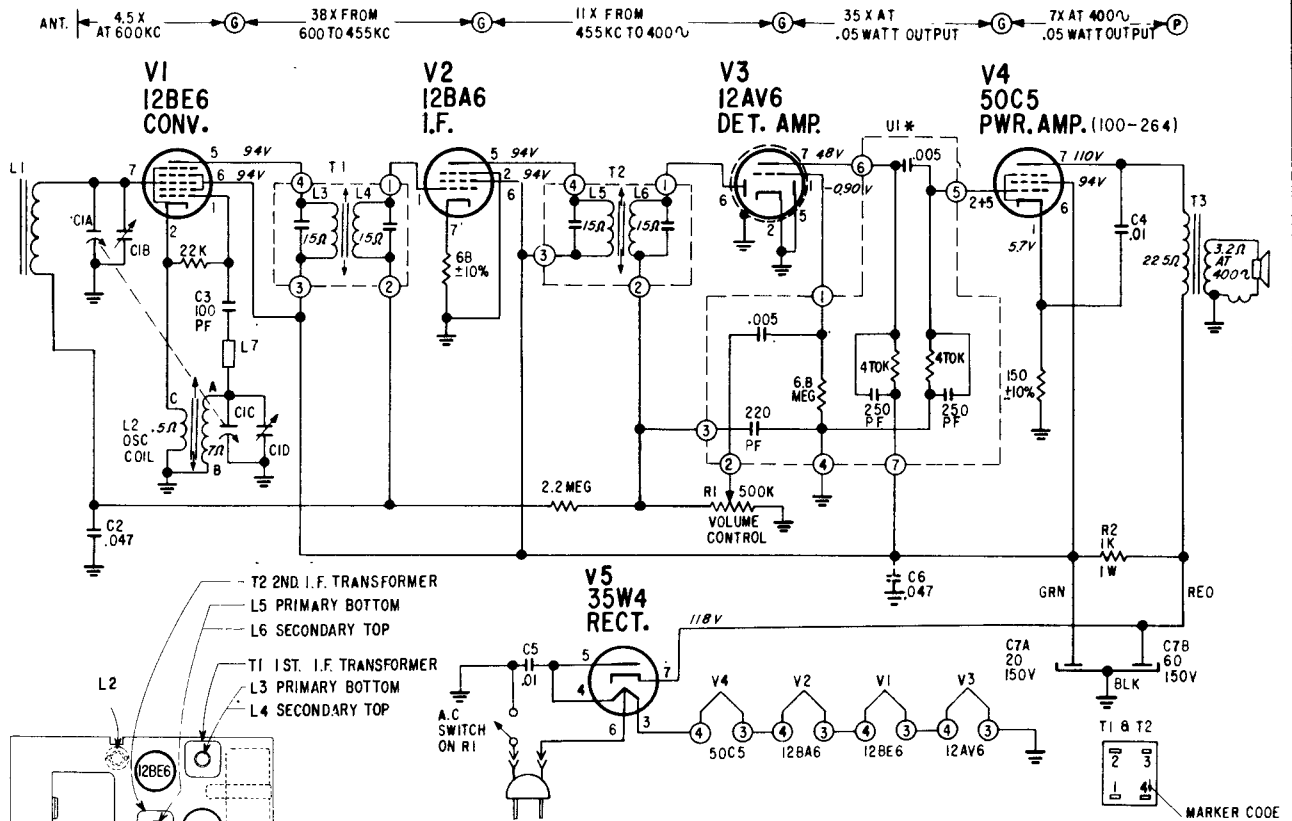 ANT.
4.5X
AT 600KC
G
38X FROM
600 TO 455KC
G
11X FROM
455KC TO 400~
G
35X AT
.05 WATT OUTPUT
G
7X AT 400~
.05 WATT OUTPUT
P
V1
12BE6
CONV.
V2
12BA6
I.F.
V3
12AV6
DET. AMP.
U1*
V4
50C5
PWR. AMP. (100-264)
L1
7
5
94V
6
94V
1
2
C1A
C1B
22K
C3
100
PF
L7
C
A
L2
OSC
COIL
.5Ω
.7Ω
B
C1C
C1D
C2
.047
4
T1
1
L3
L4
15Ω
15Ω
3
2
5
94V
2
94V
6
7
68
±10%
4
T2
1
L5
L6
15Ω
15Ω
3
2
7
48V
-0.90V
6
2
5
6
.005
5
1
.005
6.8
MEG
470K
470K
250
PF
250
PF
220
PF
3
2
4
7
2.2 MEG
R1 500K
VOLUME
CONTROL
7
110V
94V
2+5
6
1
5.7V
C4
.01
150
±10%
T3
225Ω
3.2Ω
AT
400~
R2
1K
1W
GRN
RED
C6
.047
T2 2ND. I.F. TRANSFORMER
L5 PRIMARY BOTTOM
L6 SECONDARY TOP
T1 1ST. I.F. TRANSFORMER
L3 PRIMARY BOTTOM
L4 SECONDARY TOP
L2
12BE6
V5
35W4
RECT.
118V
C5
.01
5
7
4
6
3
A.C
SWITCH
ON R1
V4
V2
V1
V3
4
3
4
3
4
3
4
3
50C5
12BA6
12BE6
12AV6
C7A
20
150V
C7B
60
150V
BLK
T1 & T2
2
3
1
4
MARKER CODE